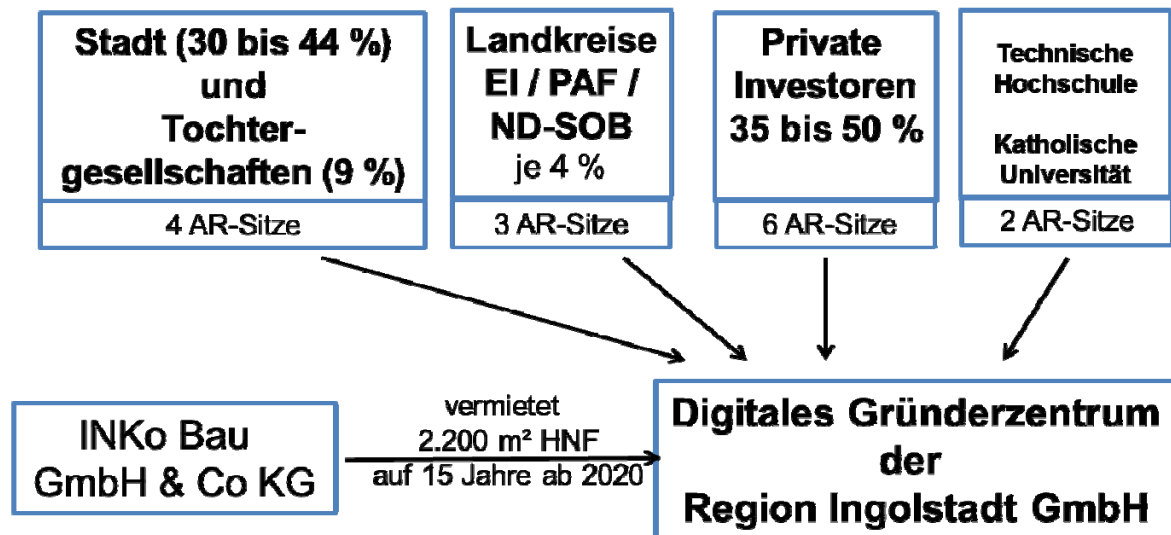 Stadt (30 bis 44 %)
und
Tochter-
gesellschaften (9 %)
4 AR-Sitze
Landkreise
EI / PAF /
ND-SOB
je 4 %
3 AR-Sitze
Private
Investoren
35 bis 50 %
6 AR-Sitze
Technische
Hochschule
Katholische
Universität
2 AR-Sitze
INKo Bau
GmbH & Co KG
vermietet
2.200 m² HNF
auf 15 Jahre ab 2020
Digitales Gründerzentrum
der
Region Ingolstadt GmbH